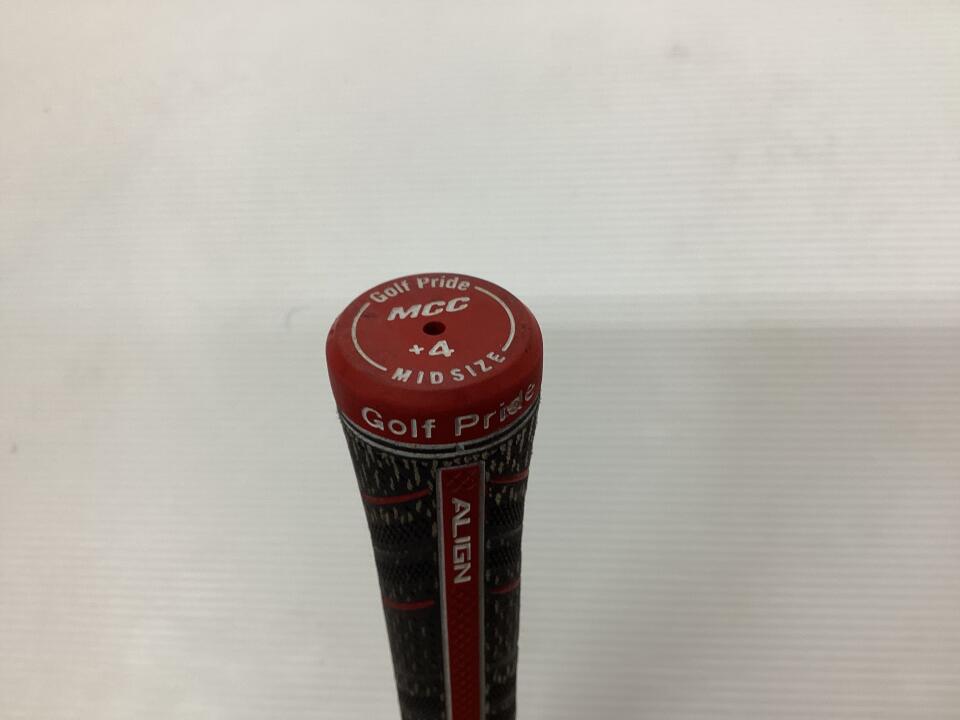 Golf Pride
MCC
+4
MIDSIZE
Golf Pride
ALIGN